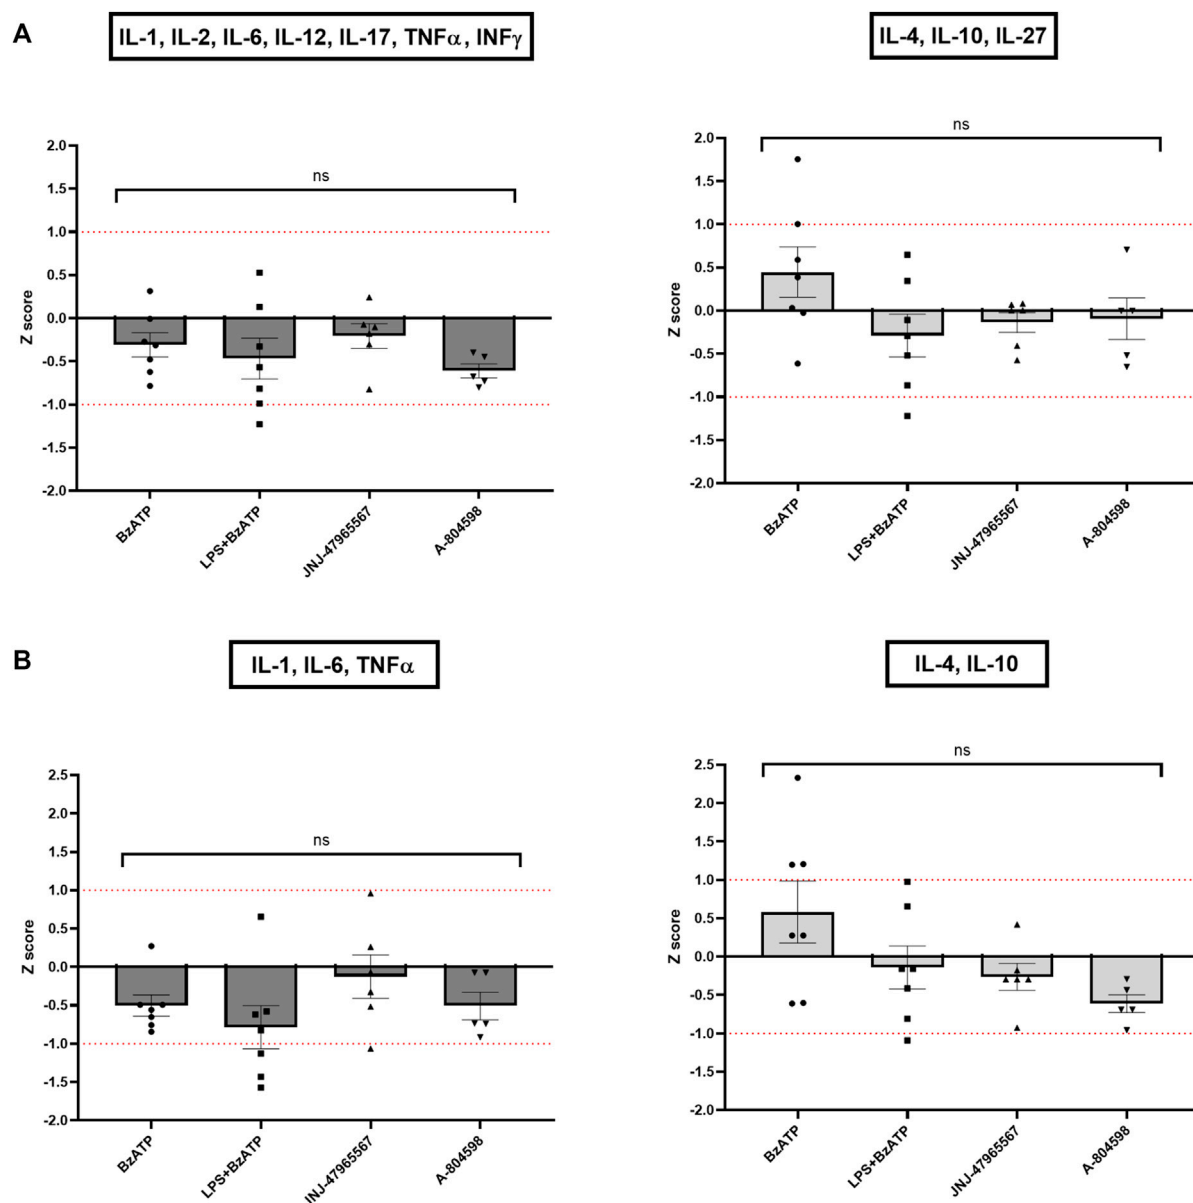 A
IL-1, IL-2, IL-6, IL-12, IL-17, TNFα, INFγ
IL-4, IL-10, IL-27
ns
2.0
1.5
1.0
0.5
0.0
-0.5
-1.0
-1.5
-2.0
Z score
BzATP
LPS+BzATP
JNJ-47965567
A-804598
ns
2.0
1.5
1.0
0.5
0.0
-0.5
-1.0
-1.5
-2.0
Z score
BzATP
LPS+BzATP
JNJ-47965567
A-804598
B
IL-1, IL-6, TNFα
IL-4, IL-10
ns
2.5
2.0
1.5
1.0
0.5
0.0
-0.5
-1.0
-1.5
-2.0
Z score
BzATP
LPS+BzATP
JNJ-47965567
A-804598
ns
2.5
2.0
1.5
1.0
0.5
0.0
-0.5
-1.0
-1.5
-2.0
Z score
BzATP
LPS+BzATP
JNJ-47965567
A-804598